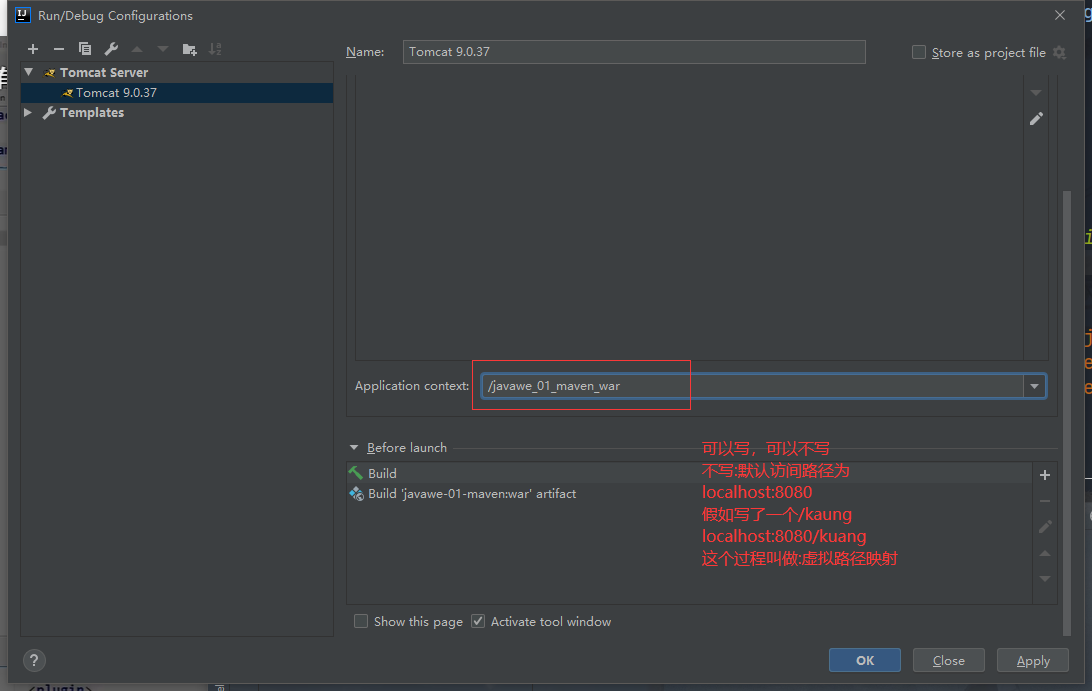 Run/Debug Configurations
Name:
Tomcat 9.0.37
Store as project file
Tomcat Server
Tomcat 9.0.37
Templates
Application context:
/javawe_01_maven_war
Before launch
Build
Build 'javawe-01-maven:war' artifact
可以写，可以不写
不写:默认访问路径为
localhost:8080
假如写了一个/kaung
localhost:8080/kuang
这个过程叫做:虚拟路径映射
Show this page
Activate tool window
?
OK
Close
Apply
<plugin>